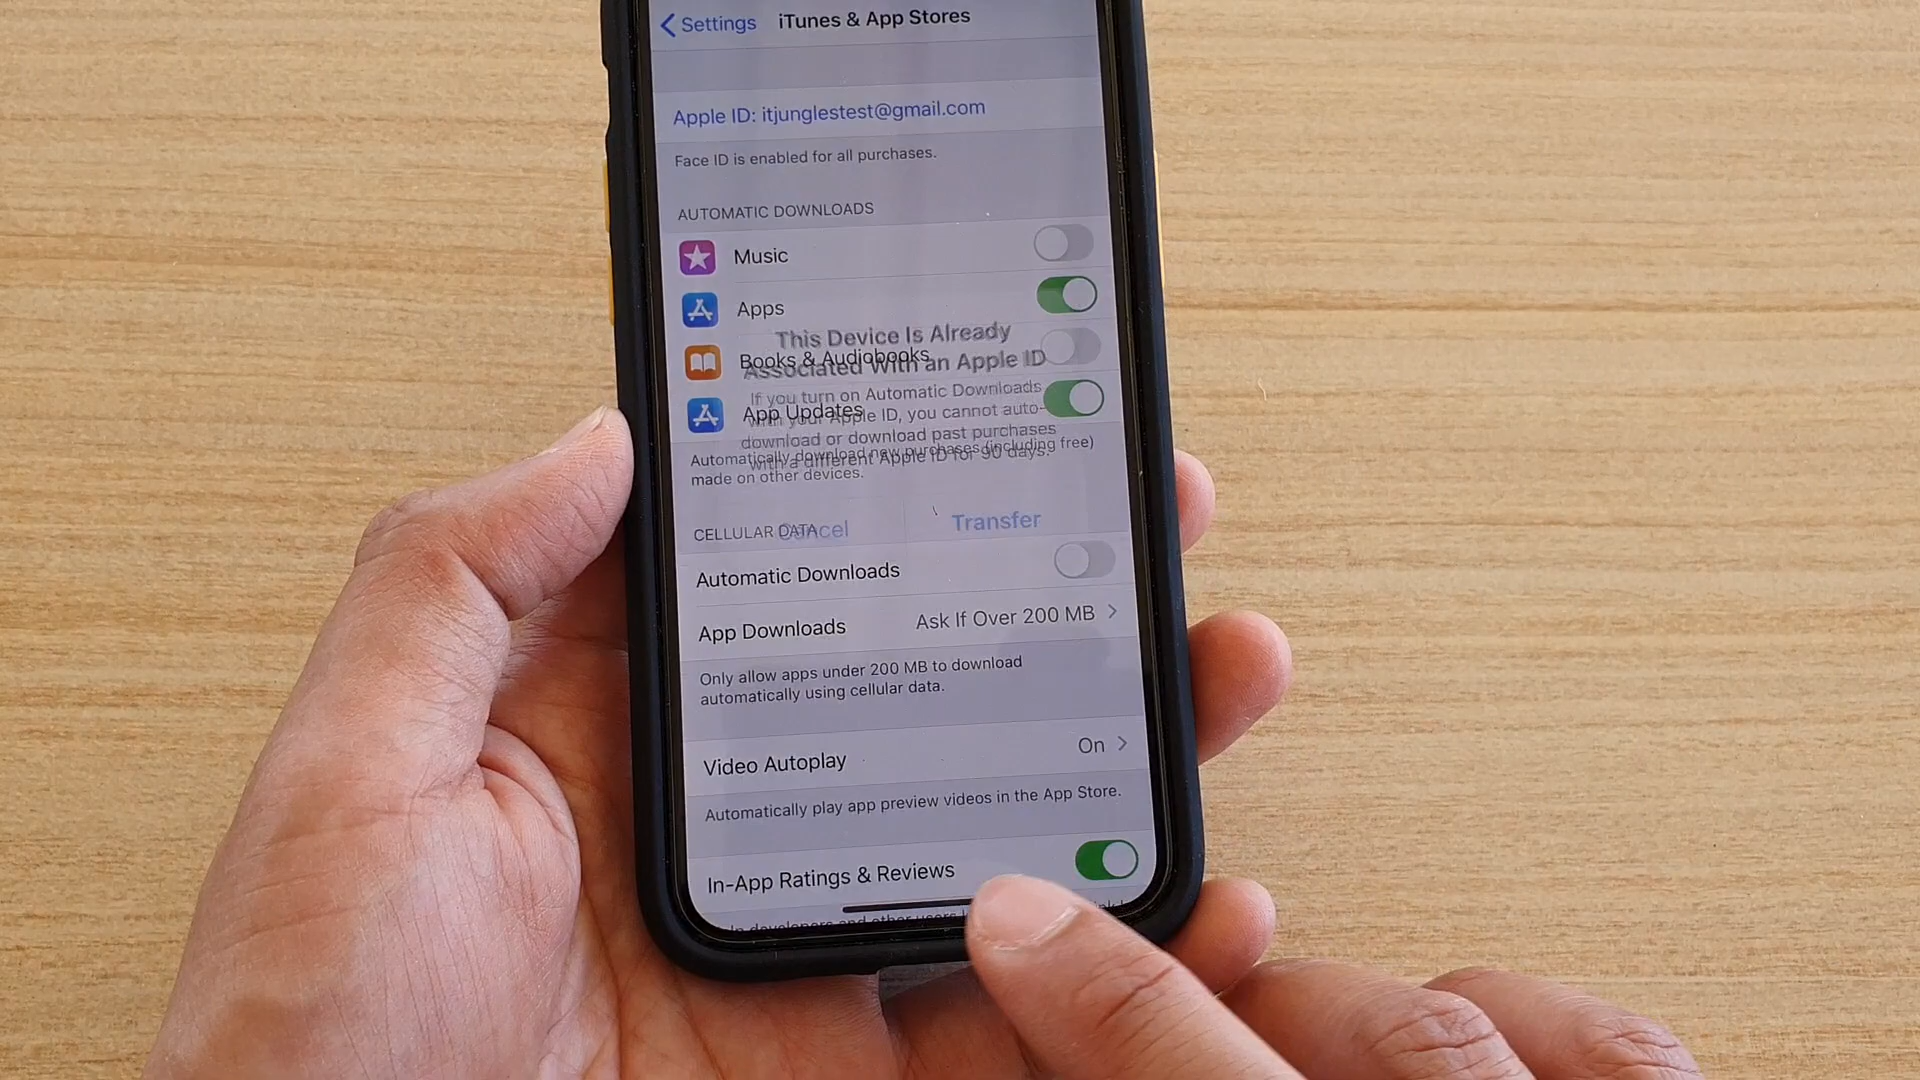 Settings iTunes & App Stores
Apple ID: itjunglestest@gmail.com
Face ID is enabled for all purchases.
AUTOMATIC DOWNLOADS
Music
Apps
This Device Is Already
Associated With an Apple ID
Books & Audiobooks
If you turn on Automatic Downloads
with your Apple ID, you cannot auto-
download or download past purchases
with a different Apple ID for 90 days.
App Updates
Automatically download new purchases (including free)
made on other devices.
Cancel Transfer
CELLULAR DATA
Automatic Downloads
App Downloads Ask If Over 200 MB
Only allow apps under 200 MB to download
automatically using cellular data.
Video Autoplay On
Automatically play app preview videos in the App Store.
In-App Ratings & Reviews
developers and other users